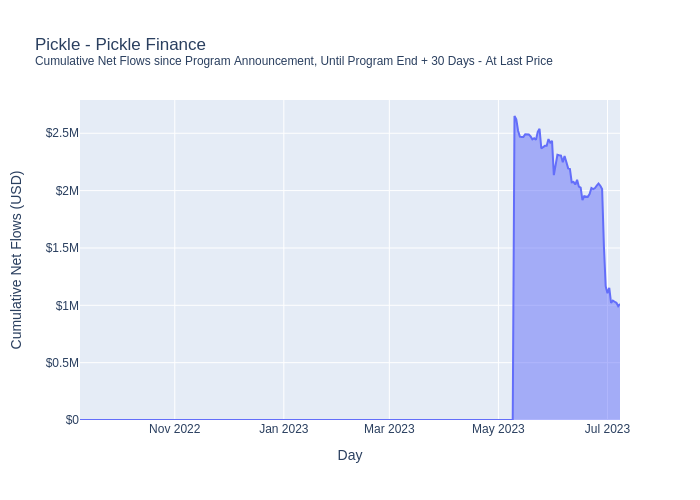 Pickle - Pickle Finance
Cumulative Net Flows since Program Announcement, Until Program End + 30 Days - At Last Price
Cumulative Net Flows (USD)
$2.5M
$2M
$1.5M
$1M
$0.5M
$0
Nov 2022
Jan 2023
Mar 2023
May 2023
Jul 2023
Day